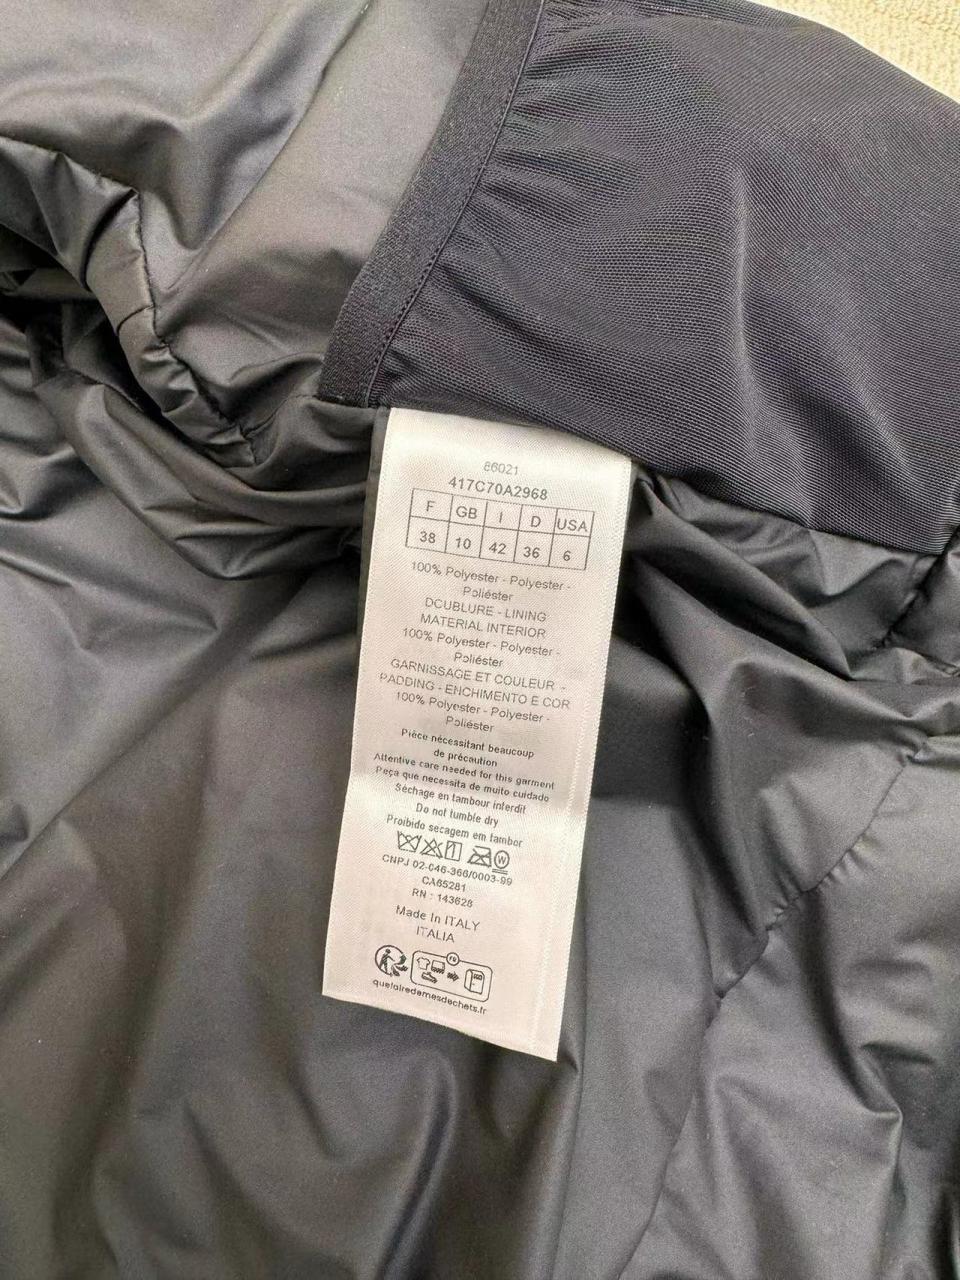 86021
417C70A2968
F GB I D USA
38 10 42 36 6
100% Polyester - Polyester -
Poliéster
DOUBLURE - LINING
MATERIAL INTERIOR
100% Polyester - Polyester -
Poliéster
GARNISSAGE ET COULEUR -
PADDING - ENCHIMENTO E COR
100% Polyester - Polyester -
Poliéster
Pièce nécessitant beaucoup
de précaution
Attentive care needed for this garment
Peça que necessita de muito cuidado
Séchage en tambour interdit
Do not tumble dry
Proibido secagem em tambor
W
CNPJ 02-046-366/0003-99
CA65281
RN : 143628
Made In ITALY
ITALIA
FR
quefairedemesdechets.fr